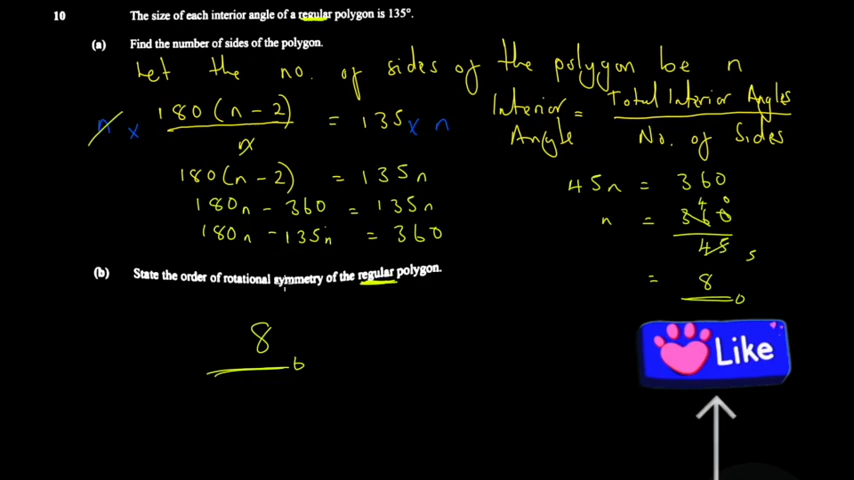 10 The size of each interior angle of a regular polygon is 135°.
(a) Find the number of sides of the polygon.
Let the no. of sides of the polygon be n
n × 180(n - 2) / n = 135 × n
Interior Angle = Total Interior Angles / No. of Sides
180(n - 2) = 135n
180n - 360 = 135n
180n - 135n = 360
45n = 360
n = 360 / 45
40
5
= 8
(b) State the order of rotational symmetry of the regular polygon.
8
Like